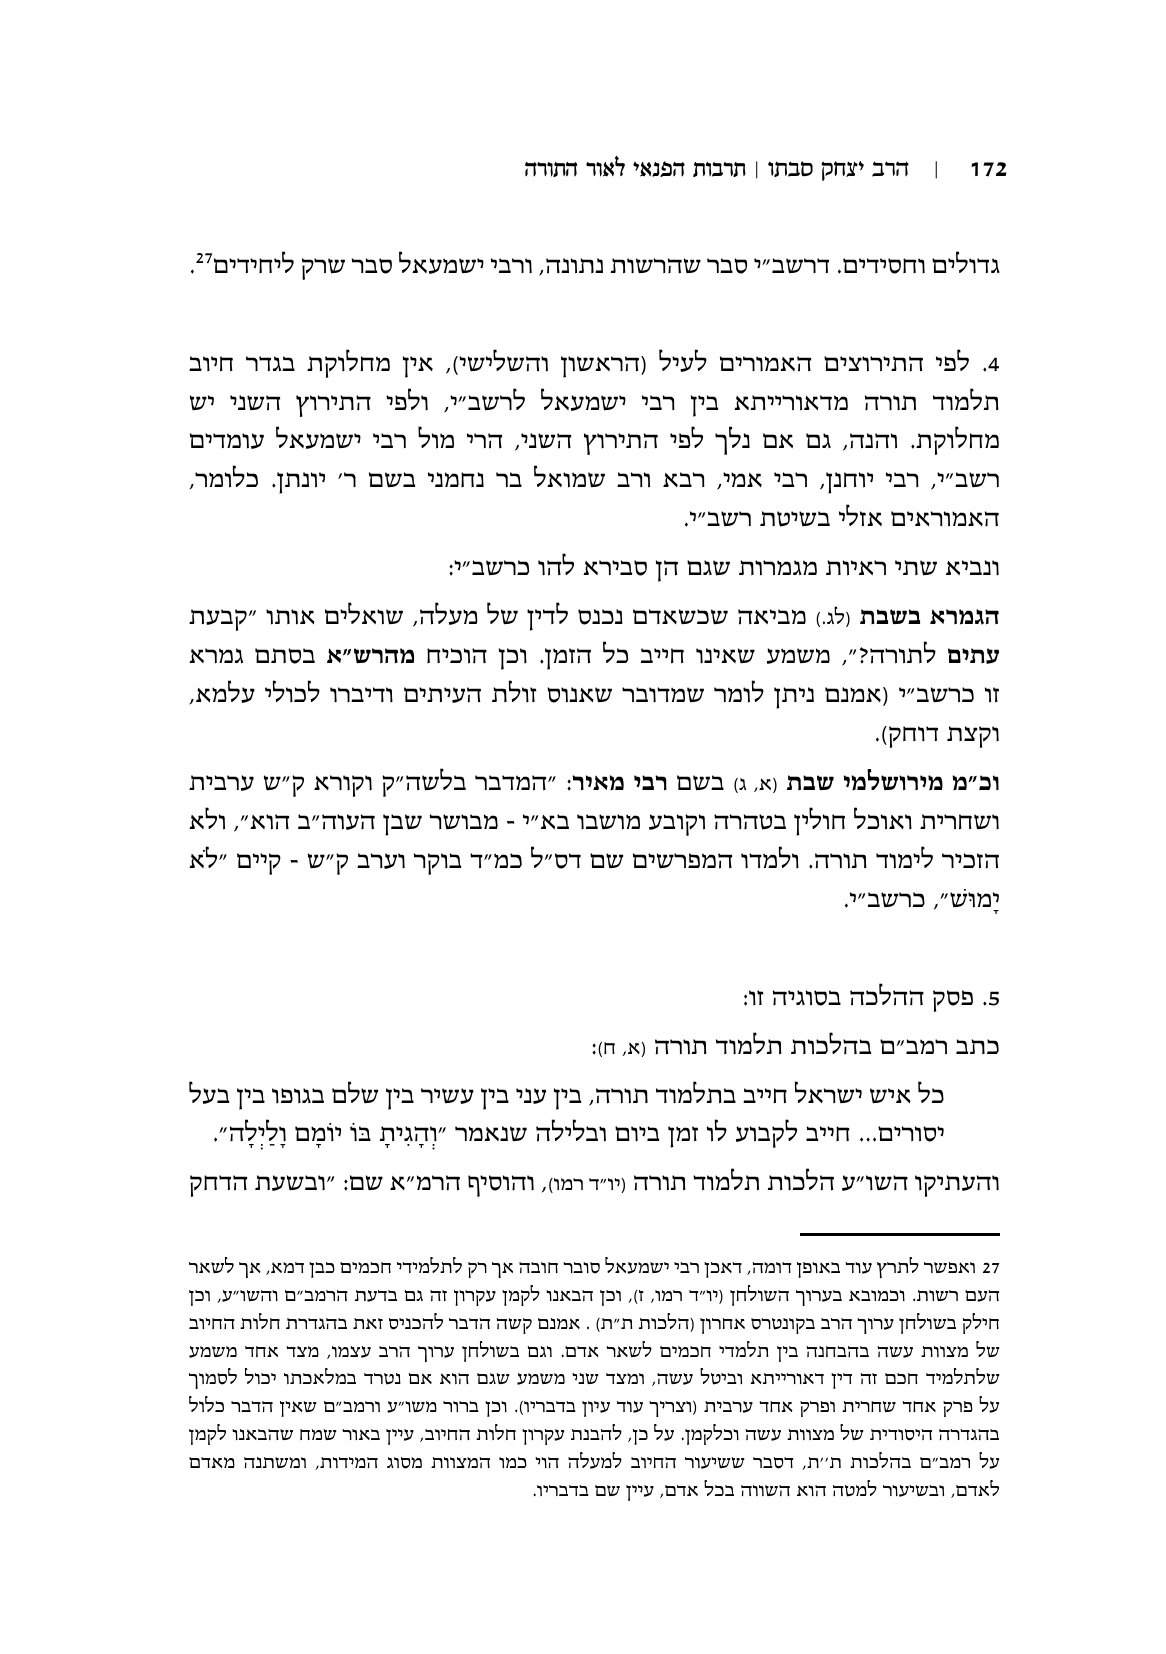 172 | הרב יצחק סבתו | תרבות הפנאי לאור התורה
גדולים וחסידים. דרשב״י סבר שהרשות נתונה, ורבי ישמעאל סבר שרק ליחידים27.
4. לפי התירוצים האמורים לעיל (הראשון והשלישי), אין מחלוקת בגדר חיוב
תלמוד תורה מדאורייתא בין רבי ישמעאל לרשב״י, ולפי התירוץ השני יש
מחלוקת. והנה, גם אם נלך לפי התירוץ השני, הרי מול רבי ישמעאל עומדים
רשב״י, רבי יוחנן, רבי אמי, רבא ורב שמואל בר נחמני בשם ר׳ יונתן. כלומר,
האמוראים אזלי בשיטת רשב״י.
ונביא שתי ראיות מגמרות שגם הן סבירא להו כרשב״י:
הגמרא בשבת (לג.) מביאה שכשאדם נכנס לדין של מעלה, שואלים אותו ״קבעת
עתים לתורה?״, משמע שאינו חייב כל הזמן. וכן הוכיח מהרש״א בסתם גמרא
זו כרשב״י (אמנם ניתן לומר שמדובר שאנוס זולת העיתים ודיברו לכולי עלמא,
וקצת דוחק).
וכ״מ מירושלמי שבת (א, ג) בשם רבי מאיר: ״המדבר בלשה״ק וקורא ק״ש ערבית
ושחרית ואוכל חולין בטהרה וקובע מושבו בא״י - מבושר שבן העוה״ב הוא״, ולא
הזכיר לימוד תורה. ולמדו המפרשים שם דס״ל כמ״ד בוקר וערב ק״ש - קיים ״לֹא
יָמוּשׁ״, כרשב״י.
5. פסק ההלכה בסוגיה זו:
כתב רמב״ם בהלכות תלמוד תורה (א, ח):
כל איש ישראל חייב בתלמוד תורה, בין עני בין עשיר בין שלם בגופו בין בעל
יסורים... חייב לקבוע לו זמן ביום ובלילה שנאמר ״וְהָגִיתָ בּוֹ יוֹמָם וָלַיְלָה״.
והעתיקו השו״ע הלכות תלמוד תורה (יו״ד רמו), והוסיף הרמ״א שם: ״ובשעת הדחק
27 ואפשר לתרץ עוד באופן דומה, דאכן רבי ישמעאל סובר חובה אך רק לתלמידי חכמים כבן דמא, אך לשאר
העם רשות. וכמובא בערוך השולחן (יו״ד רמו, ז), וכן הבאנו לקמן עקרון זה גם בדעת הרמב״ם והשו״ע, וכן
חילק בשולחן ערוך הרב בקונטרס אחרון (הלכות ת״ת) . אמנם קשה הדבר להכניס זאת בהגדרת חלות החיוב
של מצוות עשה בהבחנה בין תלמדי חכמים לשאר אדם. וגם בשולחן ערוך הרב עצמו, מצד אחד משמע
שלתלמיד חכם זה דין דאורייתא וביטל עשה, ומצד שני משמע שגם הוא אם נטרד במלאכתו יכול לסמוך
על פרק אחד שחרית ופרק אחד ערבית (וצריך עוד עיון בדבריו). וכן ברור משו״ע ורמב״ם שאין הדבר כלול
בהגדרה היסודית של מצוות עשה וכלקמן. על כן, להבנת עקרון חלות החיוב, עיין באור שמח שהבאנו לקמן
על רמב״ם בהלכות ת׳׳ת, דסבר ששיעור החיוב למעלה הוי כמו המצוות מסוג המידות, ומשתנה מאדם
לאדם, ובשיעור למטה הוא השווה בכל אדם, עיין שם בדבריו.